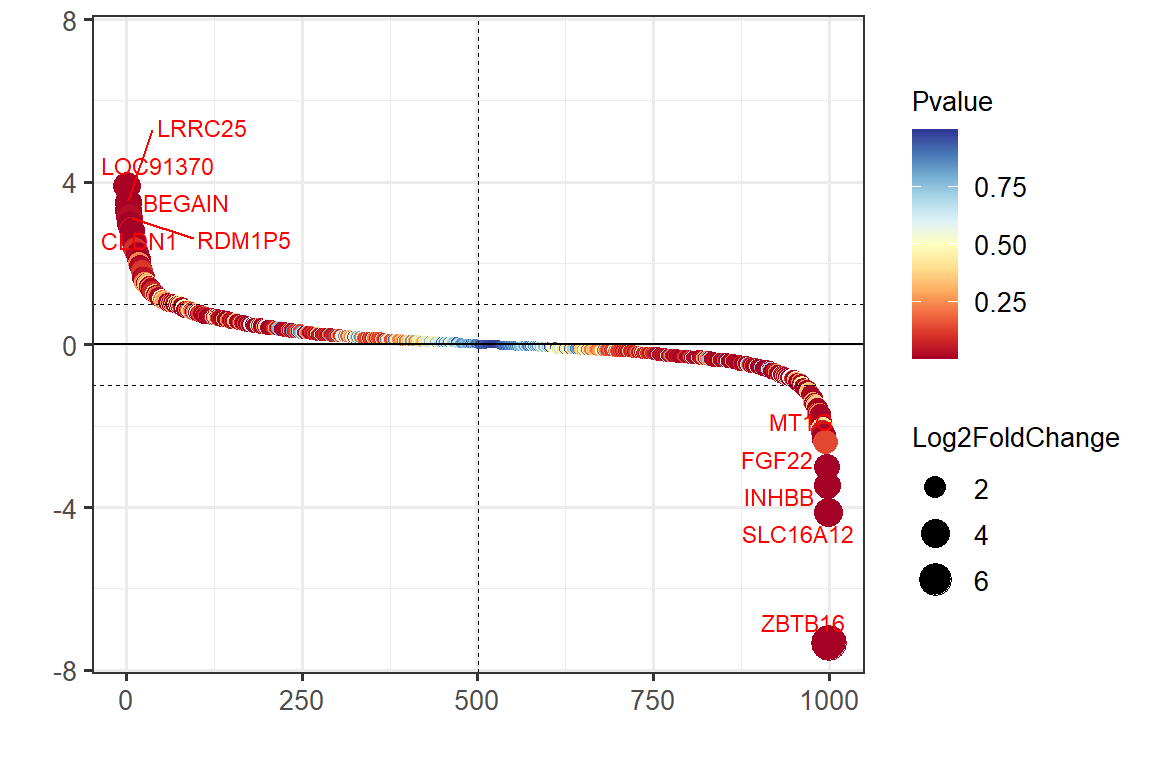 8
4
0
-4
-8
0
250
500
750
1000
LRRC25
LOC91370
BEGAIN
RDM1P5
MT1
FGF22
INHBB
SLC16A12
ZBTB16
Pvalue
0.75
0.50
0.25
Log2FoldChange
2
4
6